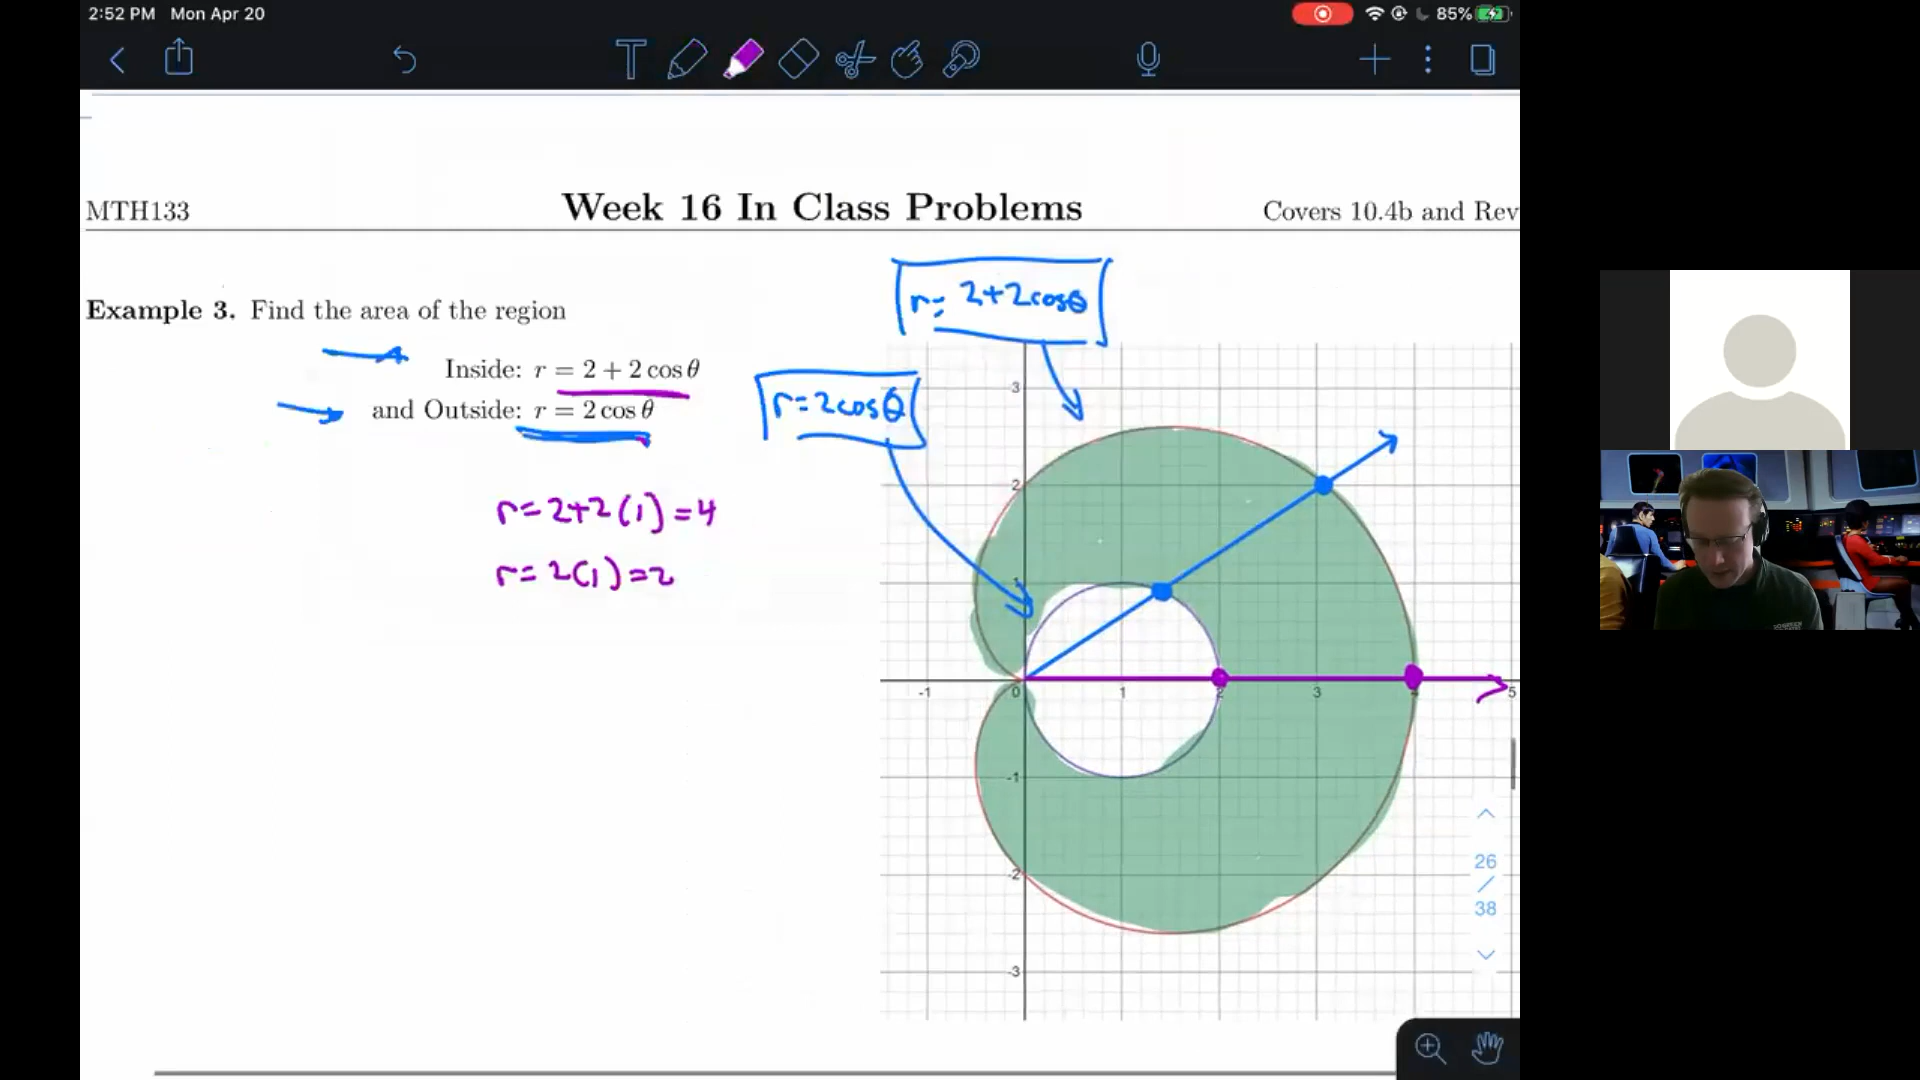 2:52 PM Mon Apr 20
85%
MTH133
Week 16 In Class Problems
Covers 10.4b and Rev
Example 3. Find the area of the region
Inside: r = 2 + 2 cos θ
and Outside: r = 2 cos θ
r = 2+2(1) = 4
r = 2(1) = 2
r = 2+2cosθ
r = 2cosθ
3
2
1
-1
0
1
2
3
4
5
-1
-2
-3
26
/
38